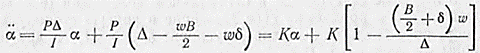 α̈ = PΔ/I α + P/I (Δ − wB/2 − wδ) = Kα + K [1 − (B/2 + δ) w / Δ]